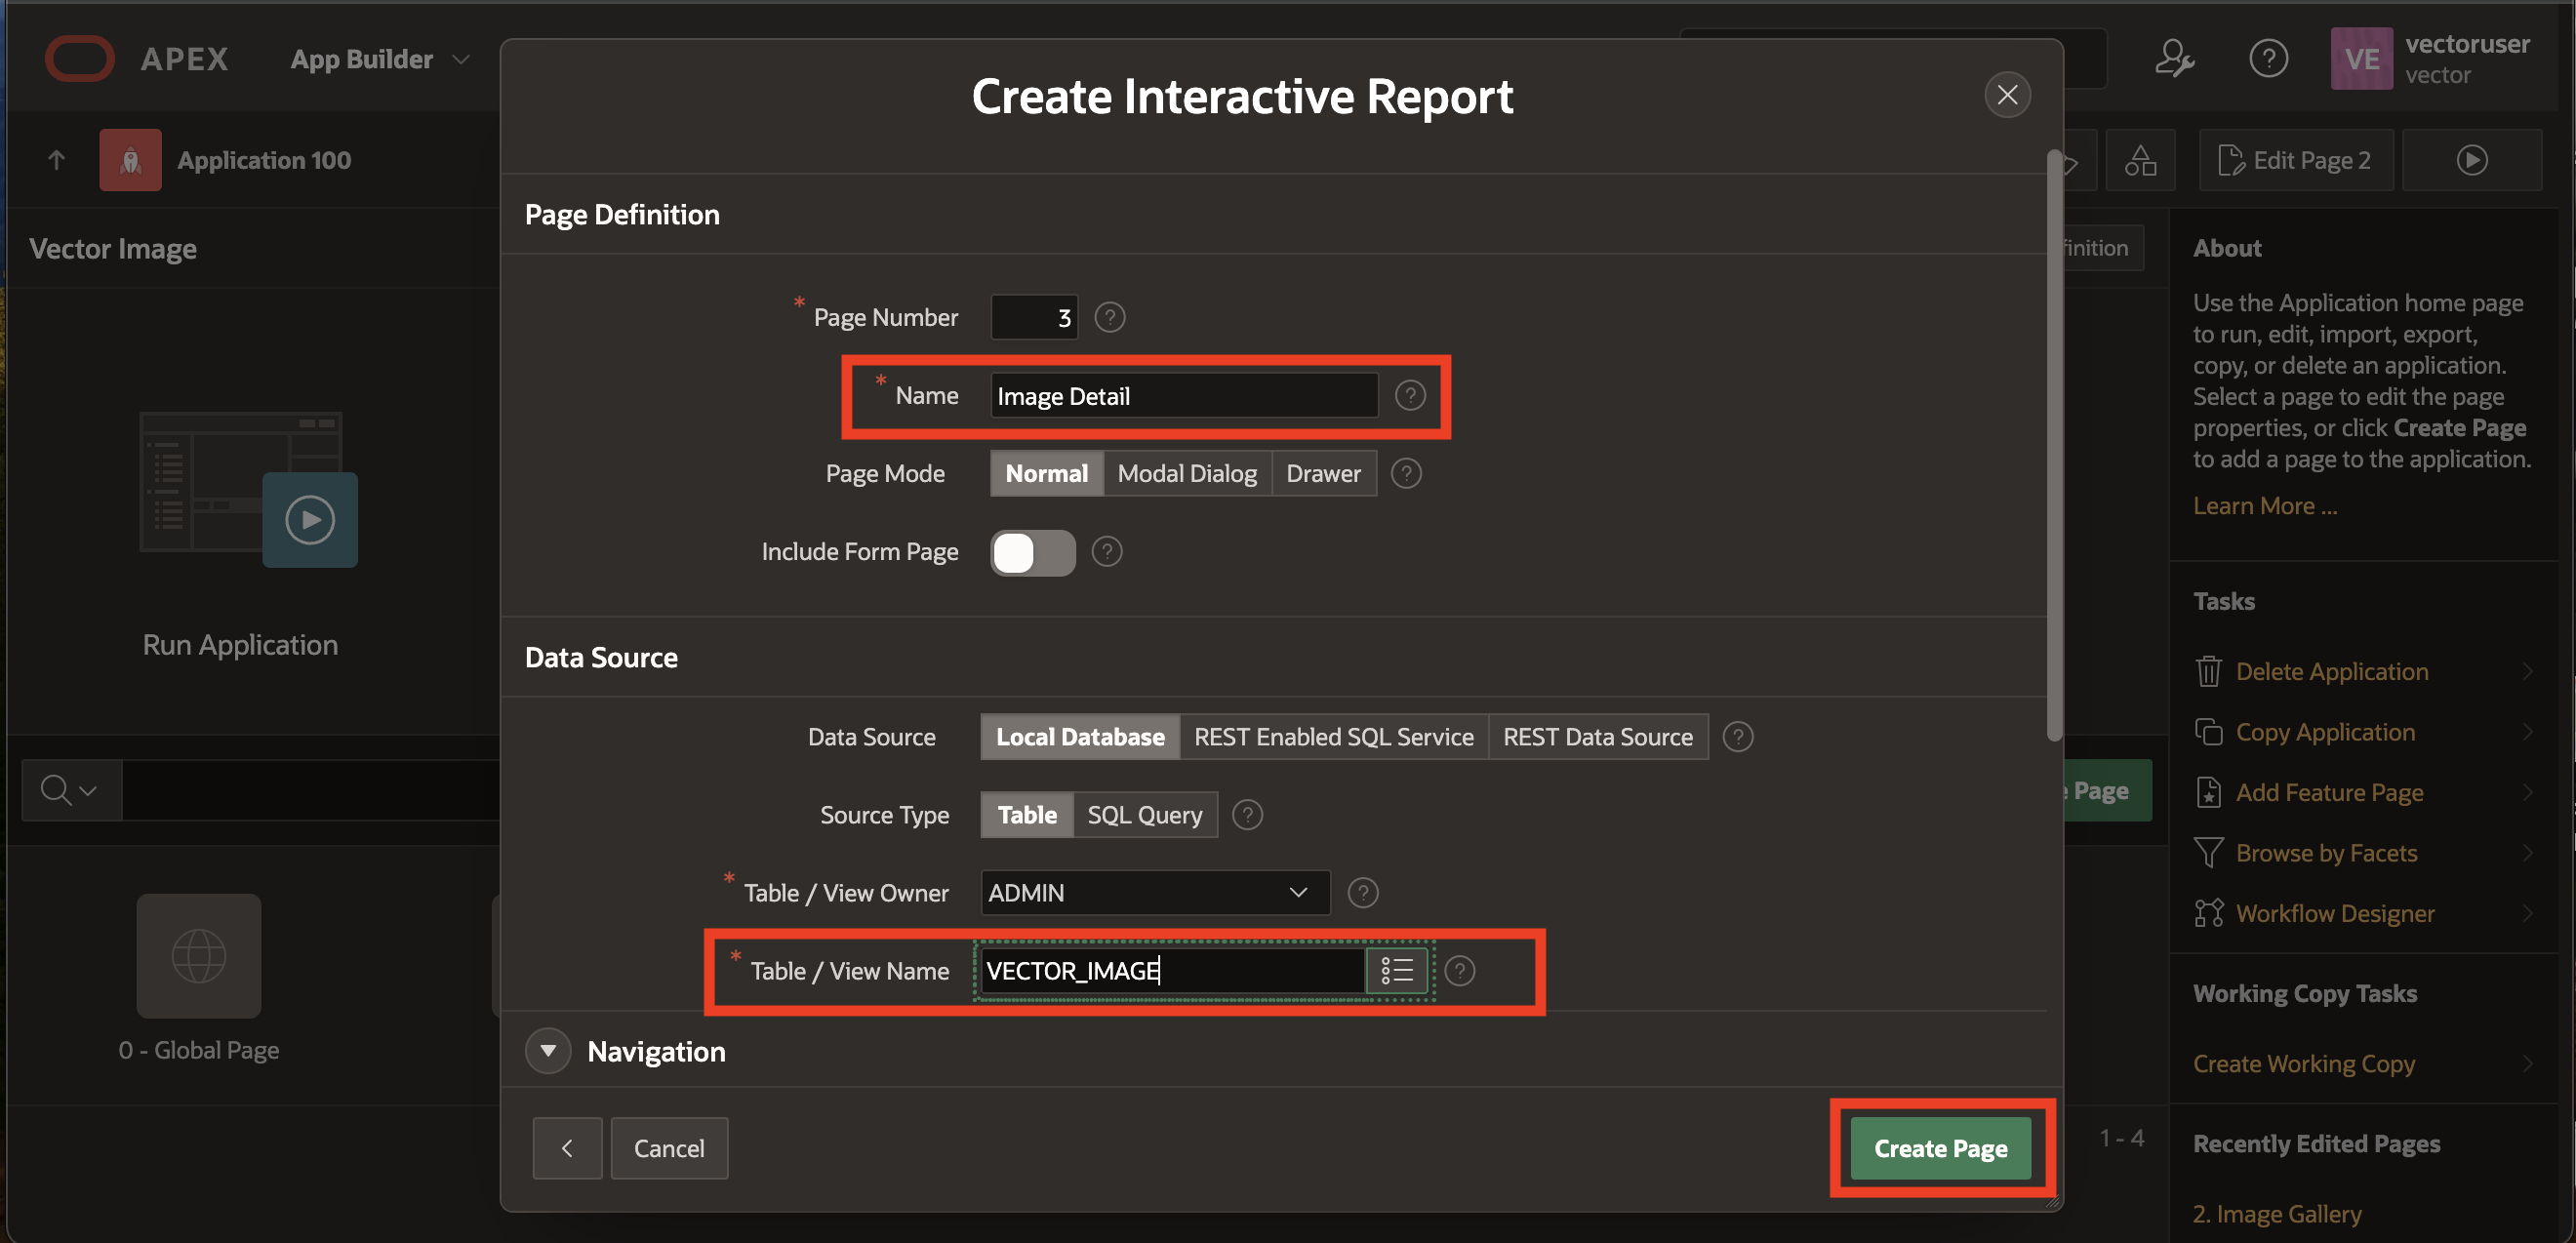 APEX
App Builder
VE
vectoruser
vector
Application 100
Edit Page 2
Vector Image
Run Application
0 - Global Page
Create Interactive Report
Page Definition
* Page Number 3
* Name Image Detail
Page Mode Normal Modal Dialog Drawer
Include Form Page
Data Source
Data Source Local Database REST Enabled SQL Service REST Data Source
Source Type Table SQL Query
* Table / View Owner ADMIN
* Table / View Name VECTOR_IMAGE
Navigation
Cancel
Create Page
Page
1 - 4
About
Use the Application home page
to run, edit, import, export,
copy, or delete an application.
Select a page to edit the page
properties, or click Create Page
to add a page to the application.
Learn More ...
Tasks
Delete Application
Copy Application
Add Feature Page
Browse by Facets
Workflow Designer
Working Copy Tasks
Create Working Copy
Recently Edited Pages
2. Image Gallery